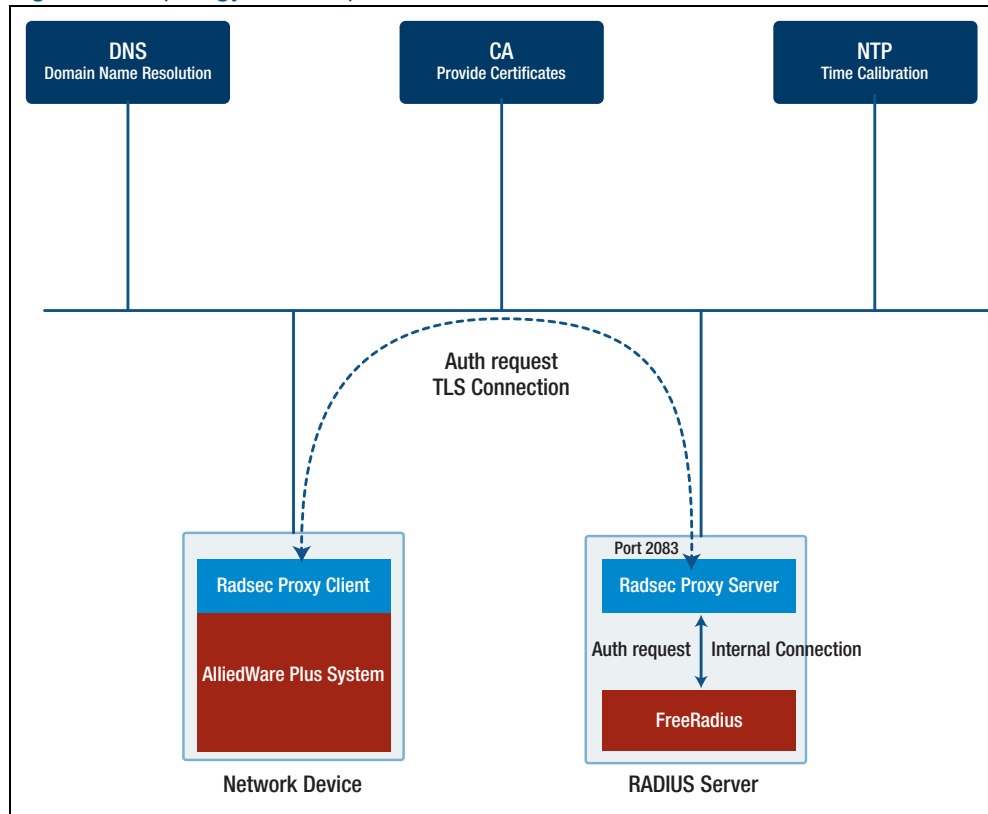 DNS
Domain Name Resolution
CA
Provide Certificates
NTP
Time Calibration
Auth request
TLS Connection
Radsec Proxy Client
AlliedWare Plus System
Network Device
Port 2083
Radsec Proxy Server
Auth request
Internal Connection
FreeRadius
RADIUS Server